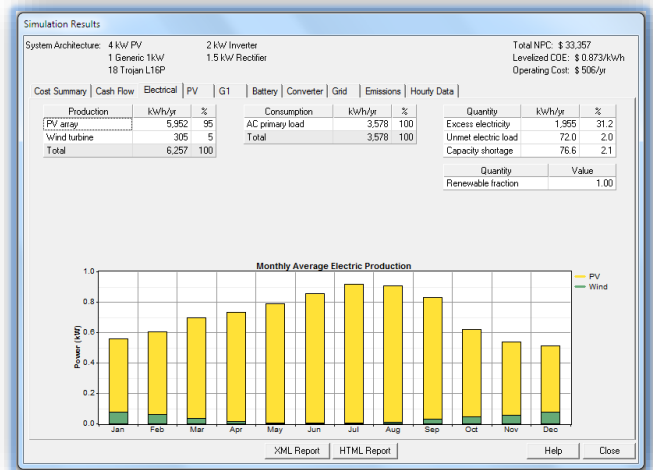 Simulation Results
System Architecture: 4 kW PV 2 kW Inverter Total NPC: $ 33,357
1 Generic 1kW 1.5 kW Rectifier Levelized COE: $ 0.873/kWh
18 Trojan L16P Operating Cost: $ 506/yr
Cost Summary Cash Flow Electrical PV G1 Battery Converter Grid Emissions Hourly Data
Production kWh/yr % Consumption kWh/yr % Quantity kWh/yr %
PV array 5,952 95 AC primary load 3,578 100 Excess electricity 1,955 31.2
Wind turbine 305 5 Total 3,578 100 Unmet electric load 72.0 2.0
Total 6,257 100 Capacity shortage 76.6 2.1
Quantity Value
Renewable fraction 1.00
Monthly Average Electric Production
Power (kW)
1.0
0.8
0.6
0.4
0.2
0.0
Jan Feb Mar Apr May Jun Jul Aug Sep Oct Nov Dec
PV
Wind
XML Report HTML Report Help Close